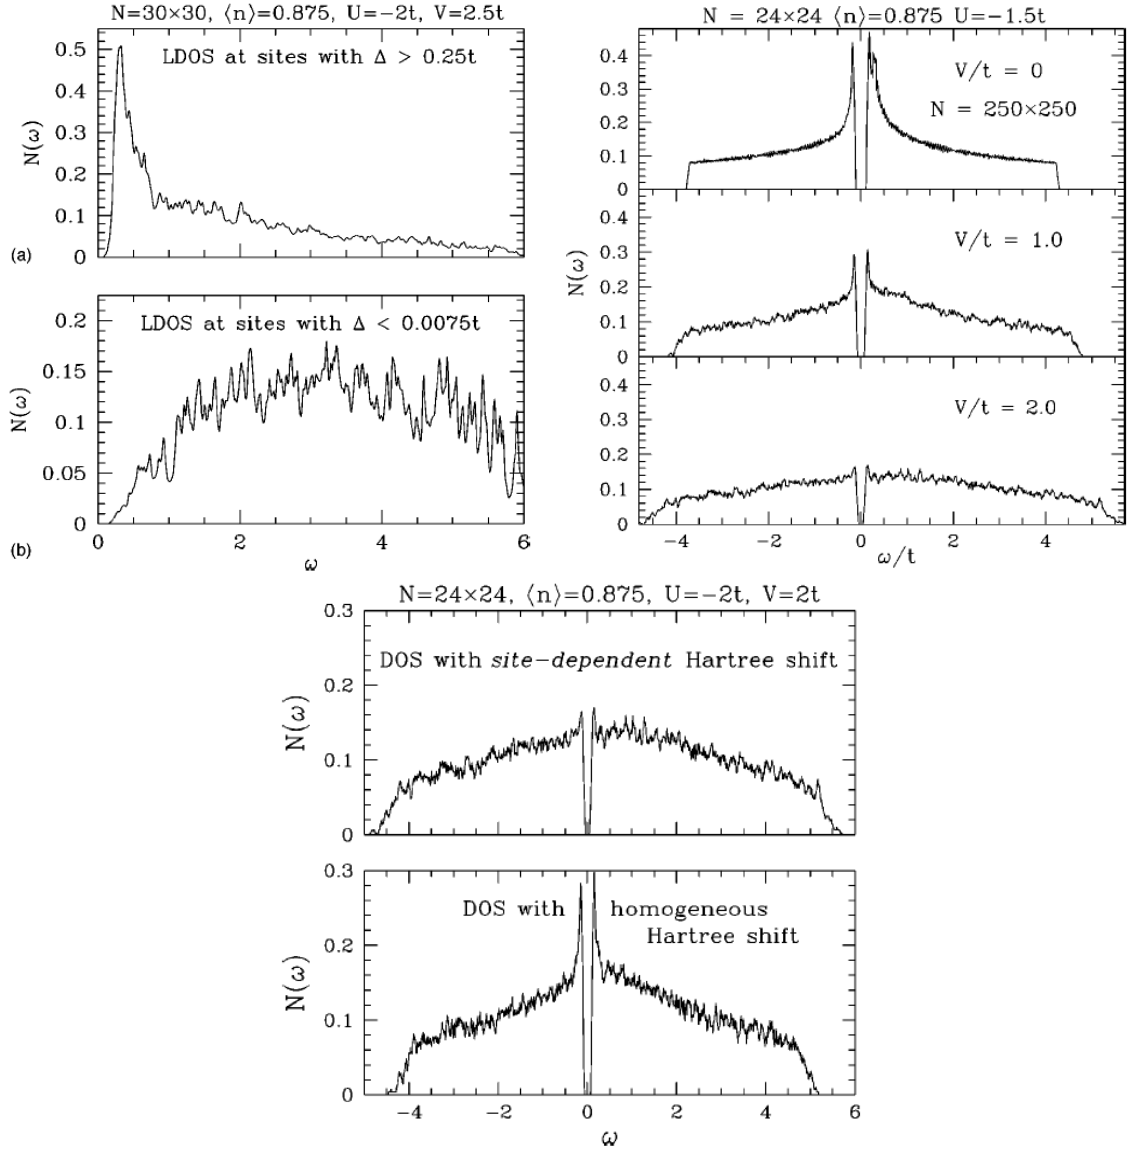 N=30×30, ⟨n⟩=0.875, U=−2t, V=2.5t
LDOS at sites with Δ > 0.25t
0.5
0.4
0.3
0.2
0.1
0
N(ω)
(a)
LDOS at sites with Δ < 0.0075t
0.2
0.15
0.1
0.05
0
N(ω)
0 2 4 6
ω
(b)
N = 24×24 ⟨n⟩=0.875 U=−1.5t
V/t = 0
N = 250×250
0.4
0.3
0.2
0.1
0
V/t = 1.0
0.4
0.3
0.2
0.1
0
N(ω)
V/t = 2.0
0.4
0.3
0.2
0.1
0
−4 −2 0 2 4
ω/t
N=24×24, ⟨n⟩=0.875, U=−2t, V=2t
DOS with site−dependent Hartree shift
0.3
0.2
0.1
0
N(ω)
DOS with homogeneous
Hartree shift
0.3
0.2
0.1
0
N(ω)
−4 −2 0 2 4 6
ω